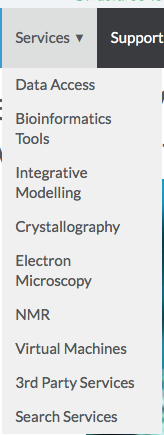 Services ▾
Support
Data Access
Bioinformatics
Tools
Integrative
Modelling
Crystallography
Electron
Microscopy
NMR
Virtual Machines
3rd Party Services
Search Services